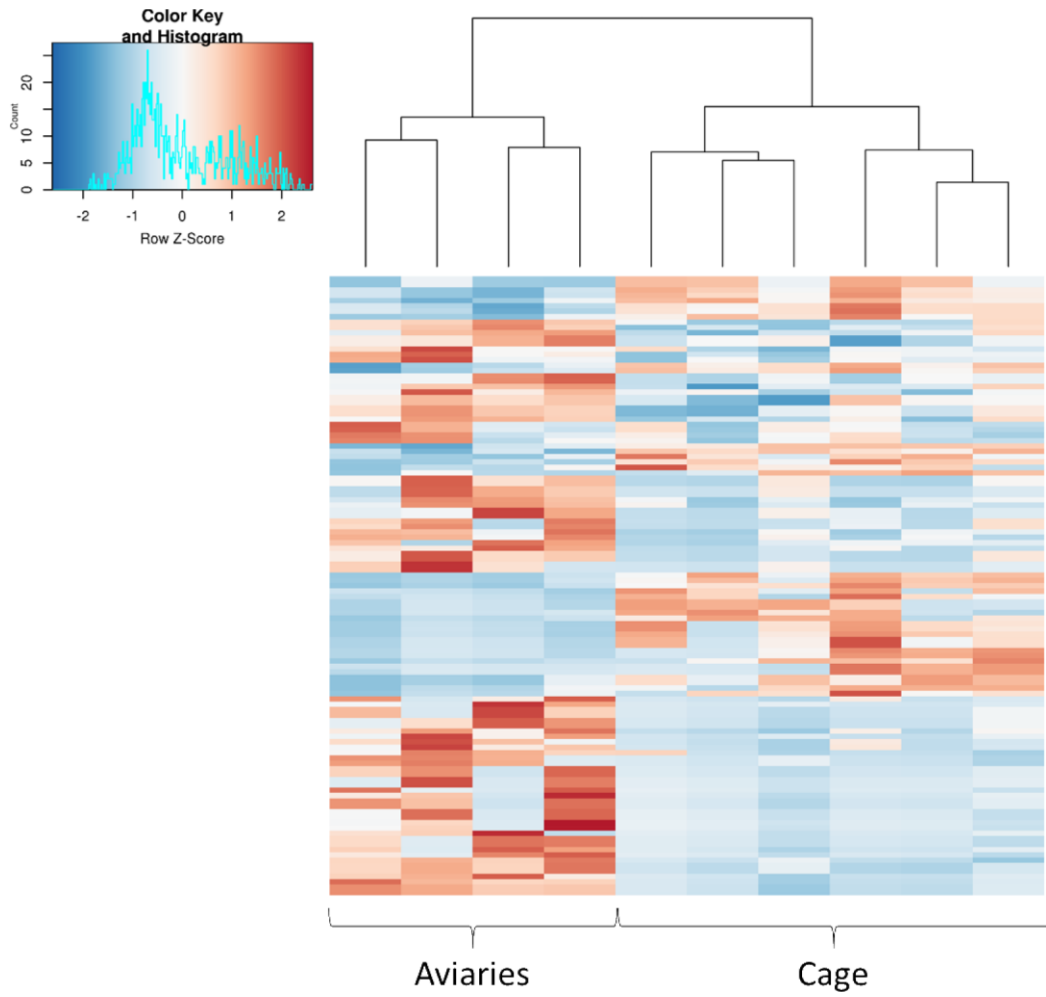 Color Key
and Histogram
Count
0 5 10 20
-2 -1 0 1 2
Row Z-Score
Aviaries Cage